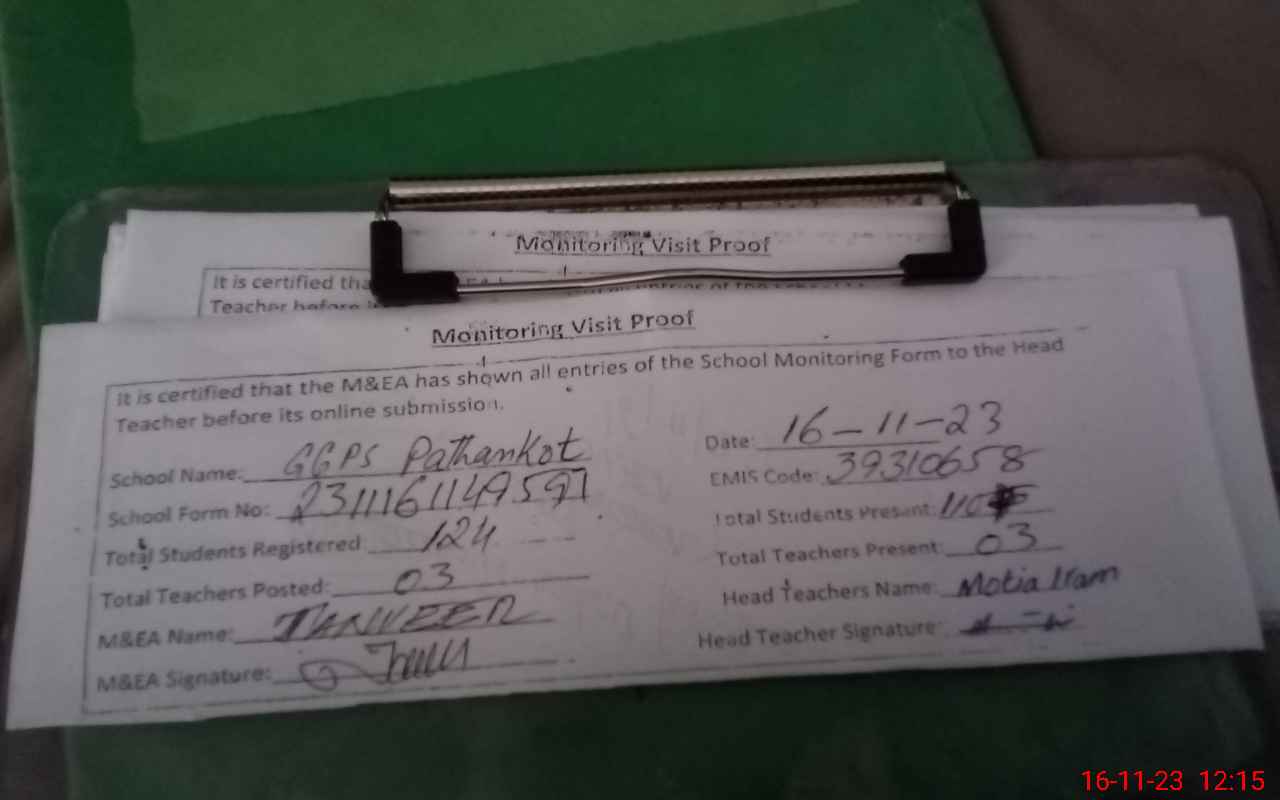 Monitoring Visit Proof
It is certified tha
Teacher before
Monitoring Visit Proof
It is certified that the M&EA has shown all entries of the School Monitoring Form to the Head
Teacher before its online submission.
School Name: GGPS Pathankot Date: 16-11-23
School Form No: EMIS Code: 39310658
Total Students Registered: 124 Total Students Present:
Total Teachers Posted: 03 Total Teachers Present: 03
M&EA Name: TANVEER Head Teachers Name: Motia Iram
M&EA Signature: Head Teacher Signature:
16-11-23 12:15